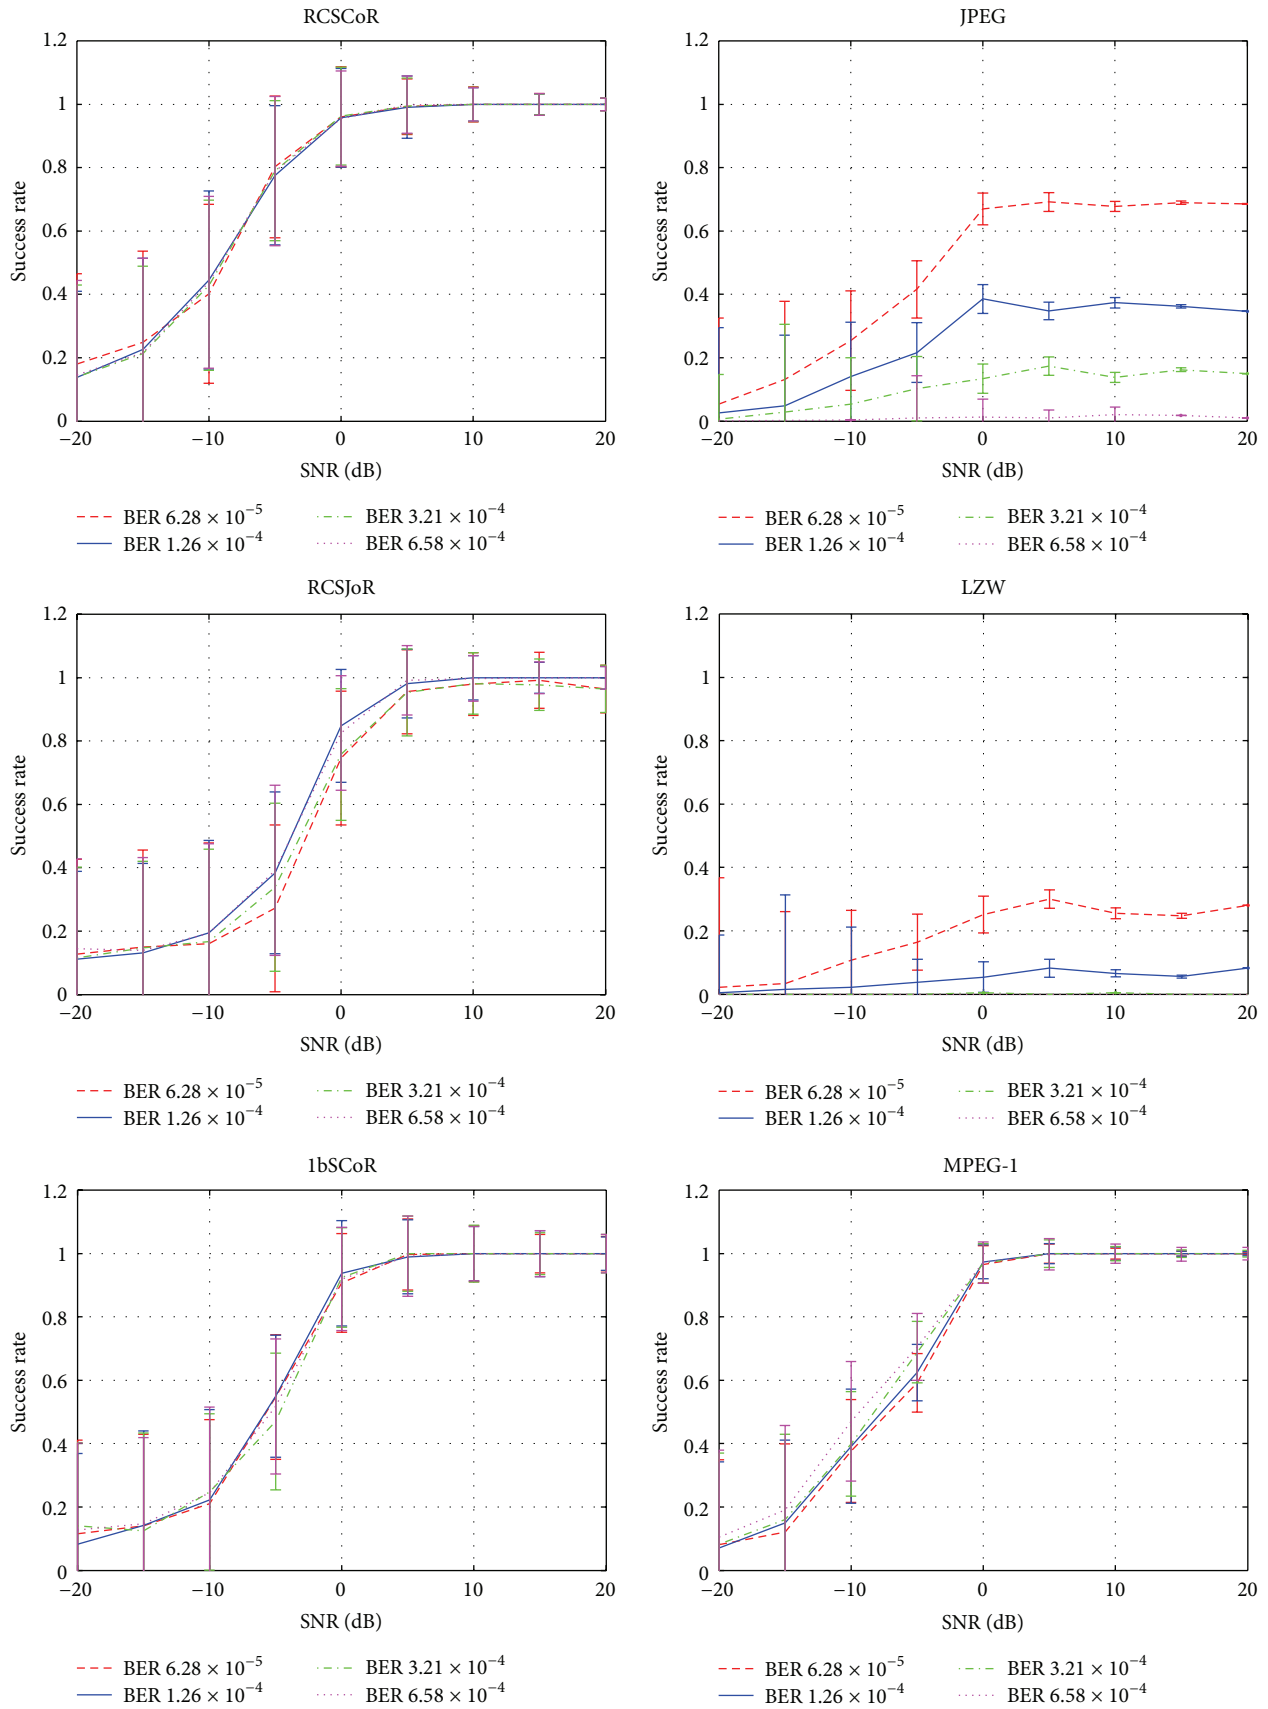 RCSCoR
1.2
1
0.8
0.6
0.4
0.2
0
Success rate
−20 −10 0 10 20
SNR (dB)
BER 6.28 × 10−5
BER 1.26 × 10−4
BER 3.21 × 10−4
BER 6.58 × 10−4
JPEG
1.2
1
0.8
0.6
0.4
0.2
0
Success rate
−20 −10 0 10 20
SNR (dB)
BER 6.28 × 10−5
BER 1.26 × 10−4
BER 3.21 × 10−4
BER 6.58 × 10−4
RCSJoR
1.2
1
0.8
0.6
0.4
0.2
0
Success rate
−20 −10 0 10 20
SNR (dB)
BER 6.28 × 10−5
BER 1.26 × 10−4
BER 3.21 × 10−4
BER 6.58 × 10−4
LZW
1.2
1
0.8
0.6
0.4
0.2
0
Success rate
−20 −10 0 10 20
SNR (dB)
BER 6.28 × 10−5
BER 1.26 × 10−4
BER 3.21 × 10−4
BER 6.58 × 10−4
1bSCoR
1.2
1
0.8
0.6
0.4
0.2
0
Success rate
−20 −10 0 10 20
SNR (dB)
BER 6.28 × 10−5
BER 1.26 × 10−4
BER 3.21 × 10−4
BER 6.58 × 10−4
MPEG-1
1.2
1
0.8
0.6
0.4
0.2
0
Success rate
−20 −10 0 10 20
SNR (dB)
BER 6.28 × 10−5
BER 1.26 × 10−4
BER 3.21 × 10−4
BER 6.58 × 10−4